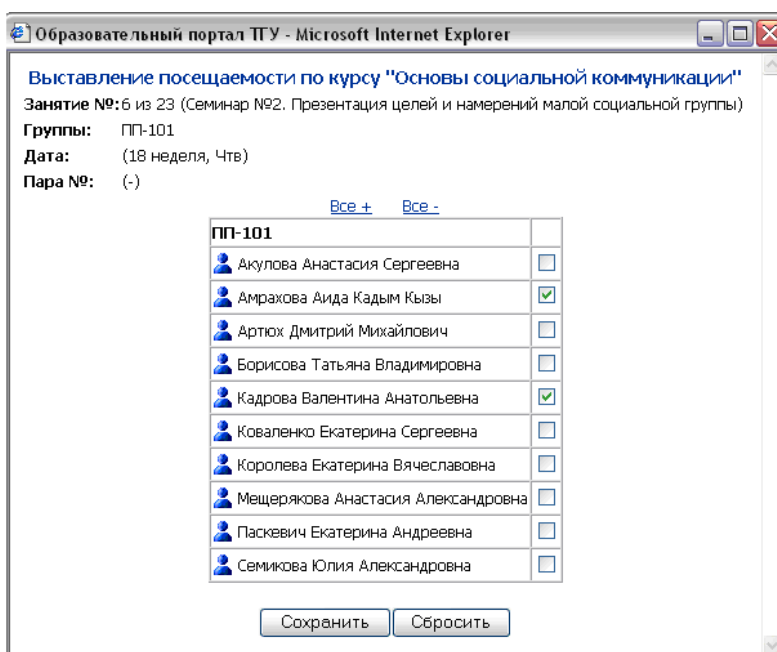 Образовательный портал ТГУ - Microsoft Internet Explorer
Выставление посещаемости по курсу "Основы социальной коммуникации"
Занятие №:6 из 23 (Семинар №2. Презентация целей и намерений малой социальной группы)
Группы: ПП-101
Дата: (18 неделя, Чтв)
Пара №: (-)
Все + Все -
ПП-101
Акулова Анастасия Сергеевна
Амрахова Аида Кадым Кызы
Артюх Дмитрий Михайлович
Борисова Татьяна Владимировна
Кадрова Валентина Анатольевна
Коваленко Екатерина Сергеевна
Королева Екатерина Вячеславовна
Мещерякова Анастасия Александровна
Паскевич Екатерина Андреевна
Семикова Юлия Александровна
Сохранить Сбросить